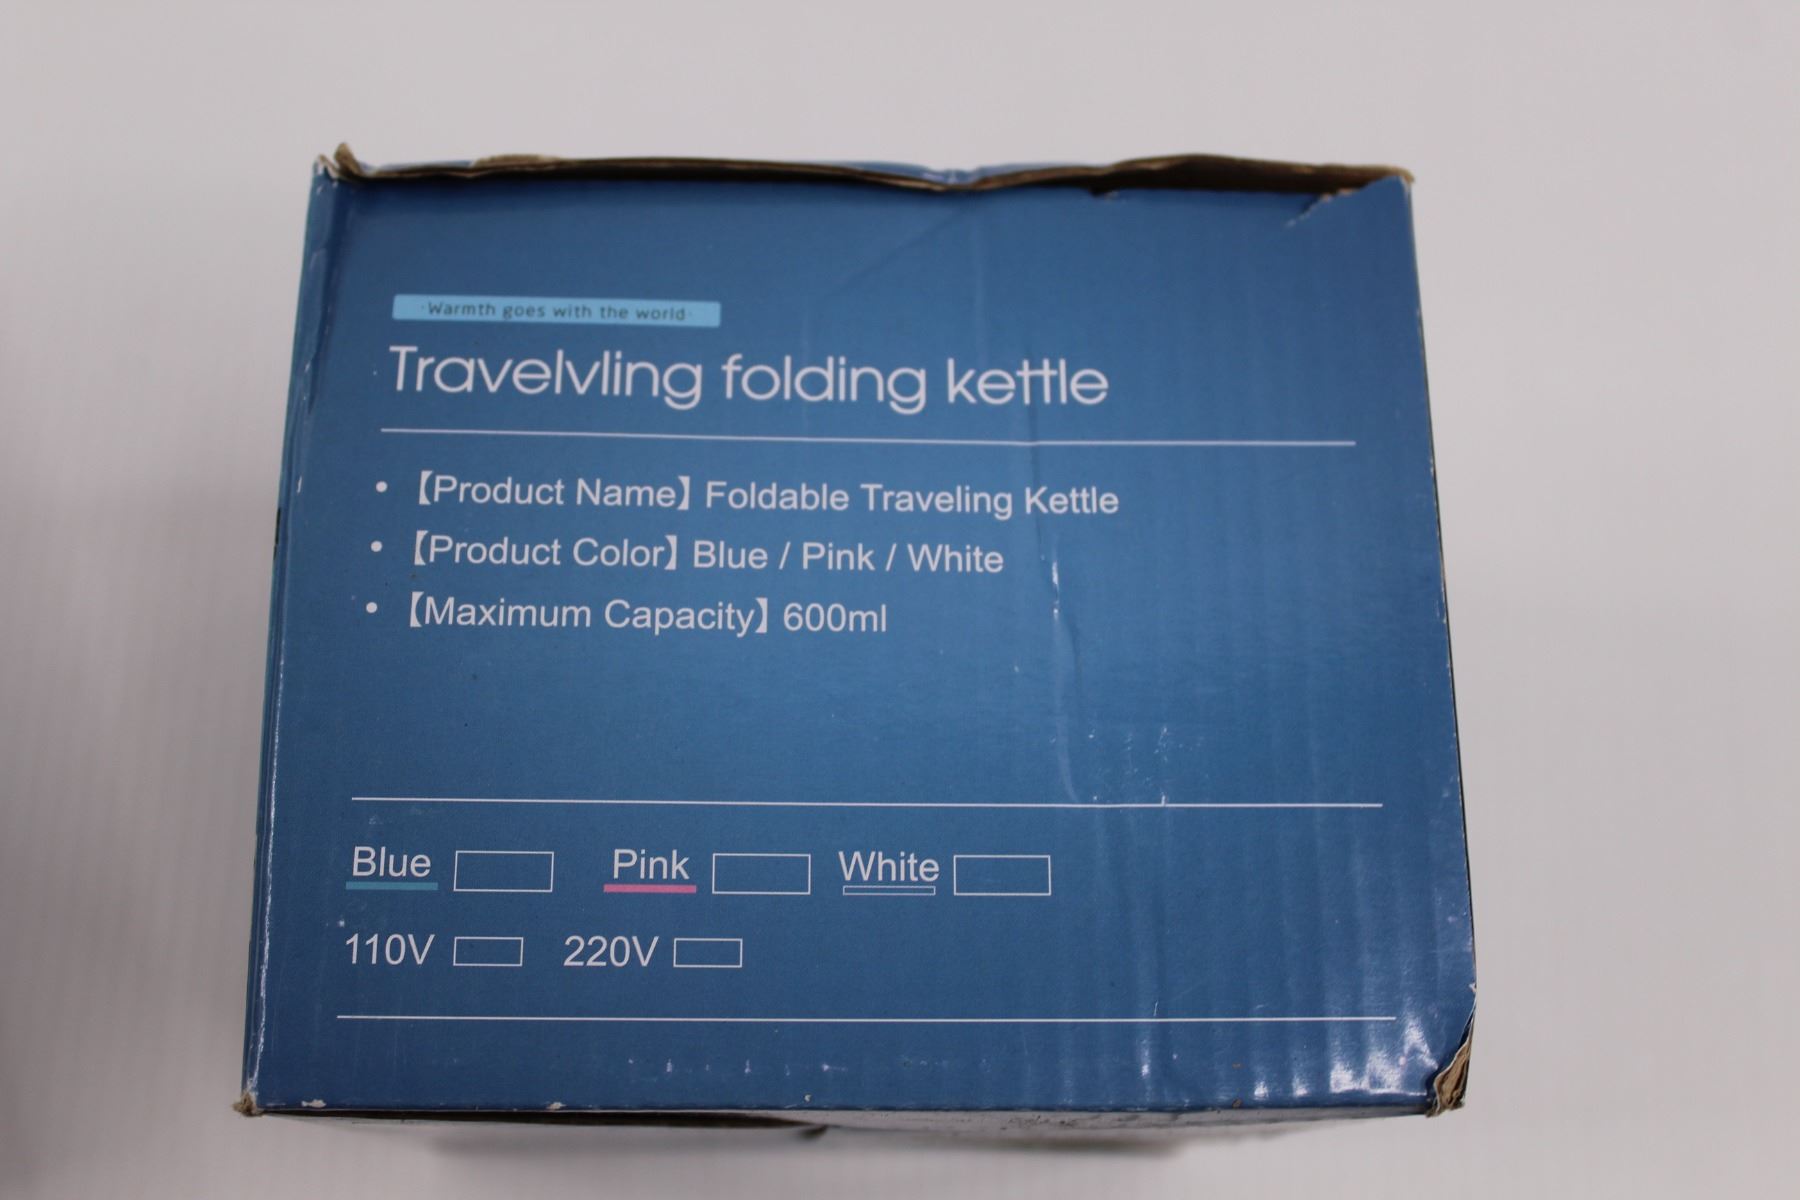 ·Warmth goes with the world·
Travelvling folding kettle
• 【Product Name】 Foldable Traveling Kettle
• 【Product Color】 Blue / Pink / White
• 【Maximum Capacity】 600ml
Blue Pink White
110V 220V